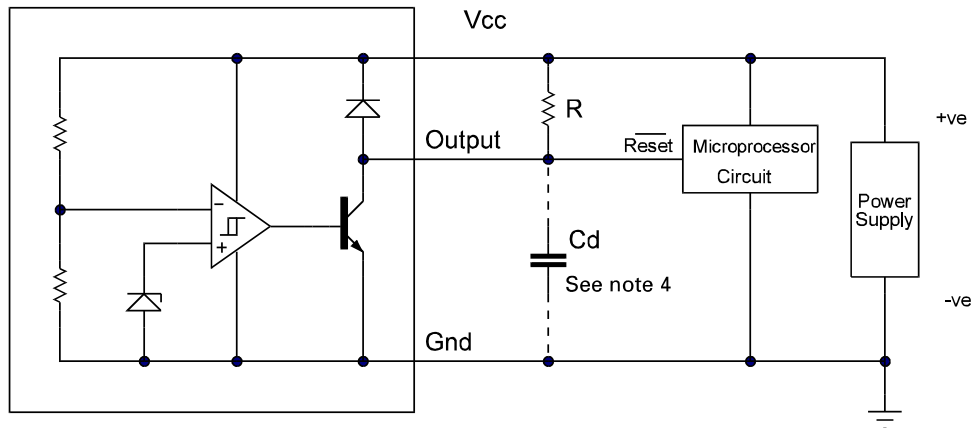 Vcc
R
+ve
Output
Reset
Microprocessor
Circuit
Power
Supply
−
+
Cd
See note 4
-ve
Gnd